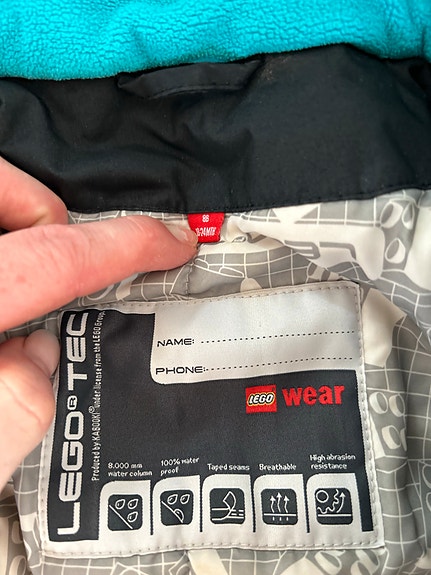 NAME:
PHONE:
LEGO wear
LEGO® TEC
Produced by KABOOKI® under license from the LEGO Group.
8.000 mm
water column
100% water
proof
Taped seams
Breathable
High abrasion
resistance